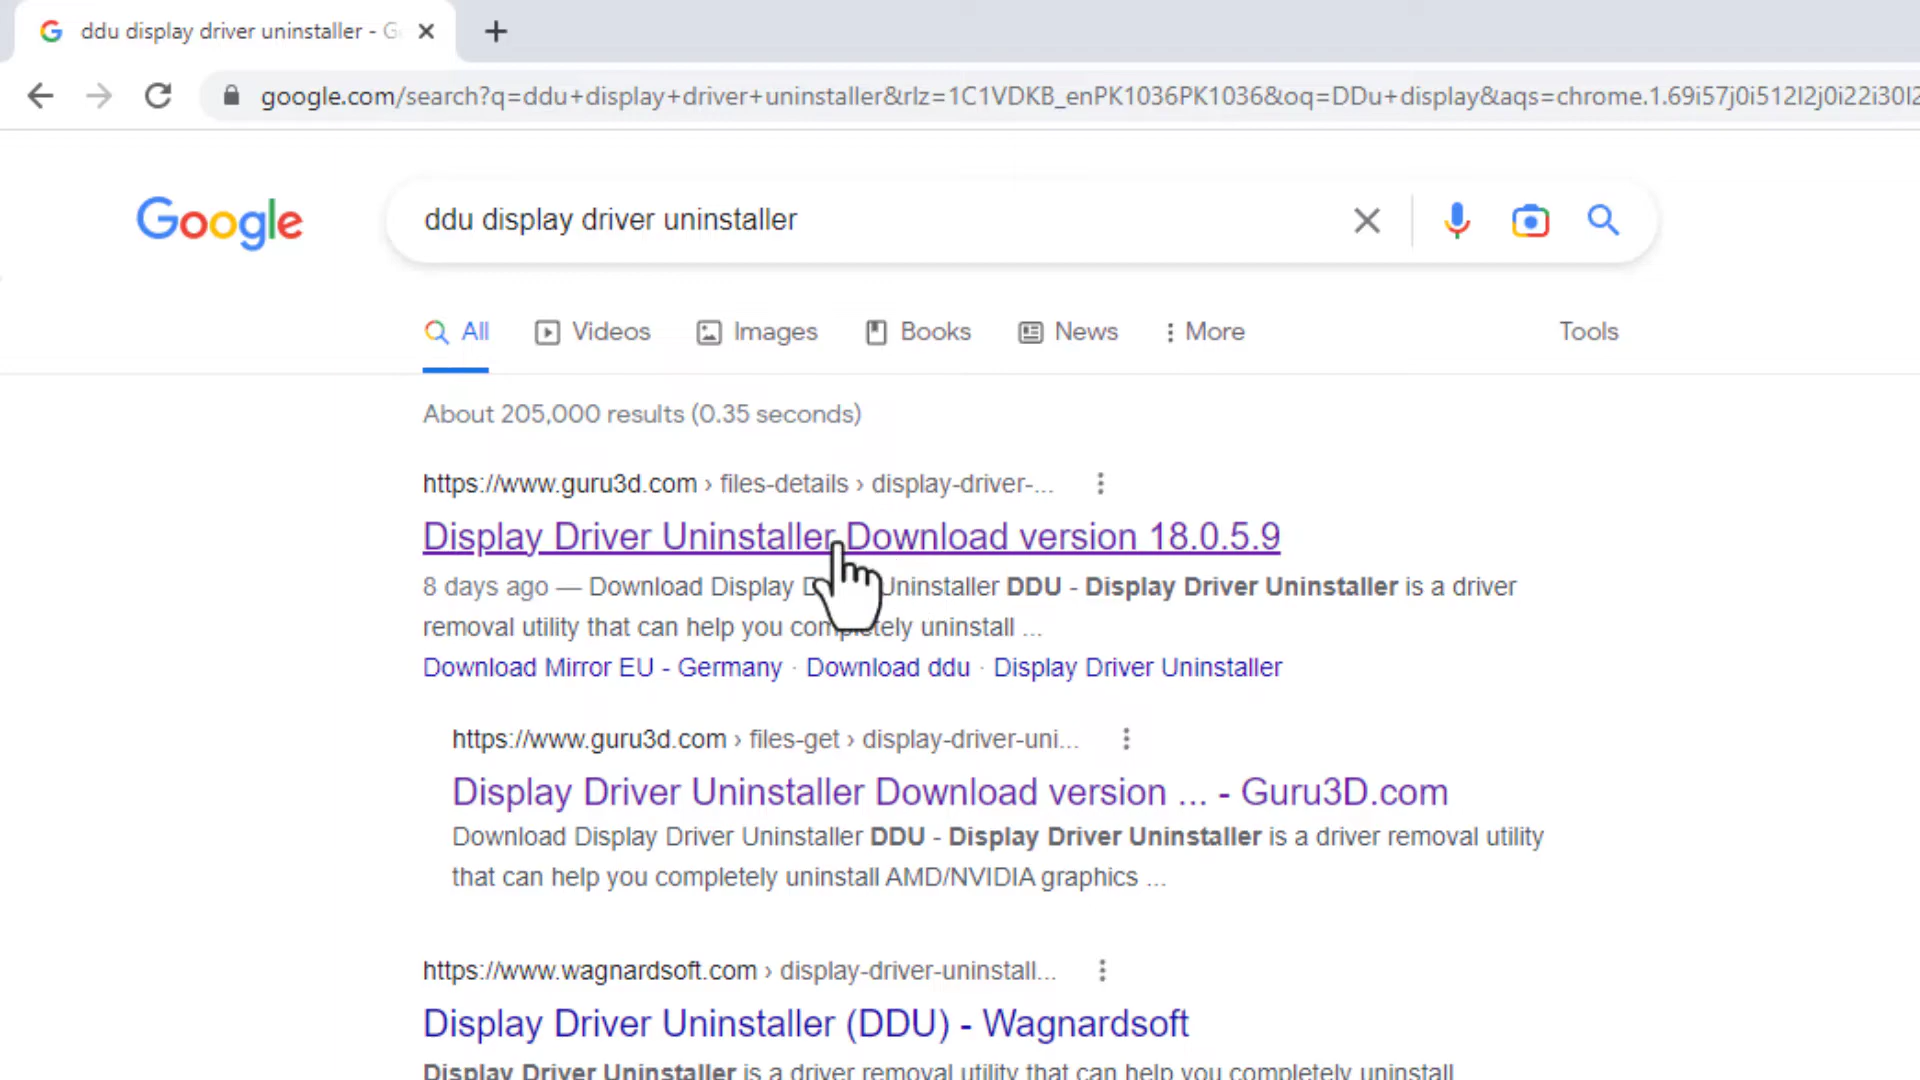 ddu display driver uninstaller - G
google.com/search?q=ddu+display+driver+uninstaller&rlz=1C1VDKB_enPK1036PK1036&oq=DDu+display&aqs=chrome.1.69i57j0i512l2j0i22i30l2
Google ddu display driver uninstaller
All Videos Images Books News More Tools
About 205,000 results (0.35 seconds)
https://www.guru3d.com › files-details › display-driver-...
Display Driver Uninstaller Download version 18.0.5.9
8 days ago — Download Display D Uninstaller DDU - Display Driver Uninstaller is a driver
removal utility that can help you completely uninstall ...
Download Mirror EU - Germany · Download ddu · Display Driver Uninstaller
https://www.guru3d.com › files-get › display-driver-uni...
Display Driver Uninstaller Download version ... - Guru3D.com
Download Display Driver Uninstaller DDU - Display Driver Uninstaller is a driver removal utility
that can help you completely uninstall AMD/NVIDIA graphics ...
https://www.wagnardsoft.com › display-driver-uninstall...
Display Driver Uninstaller (DDU) - Wagnardsoft
Display Driver Uninstaller is a driver removal utility that can help you completely uninstall